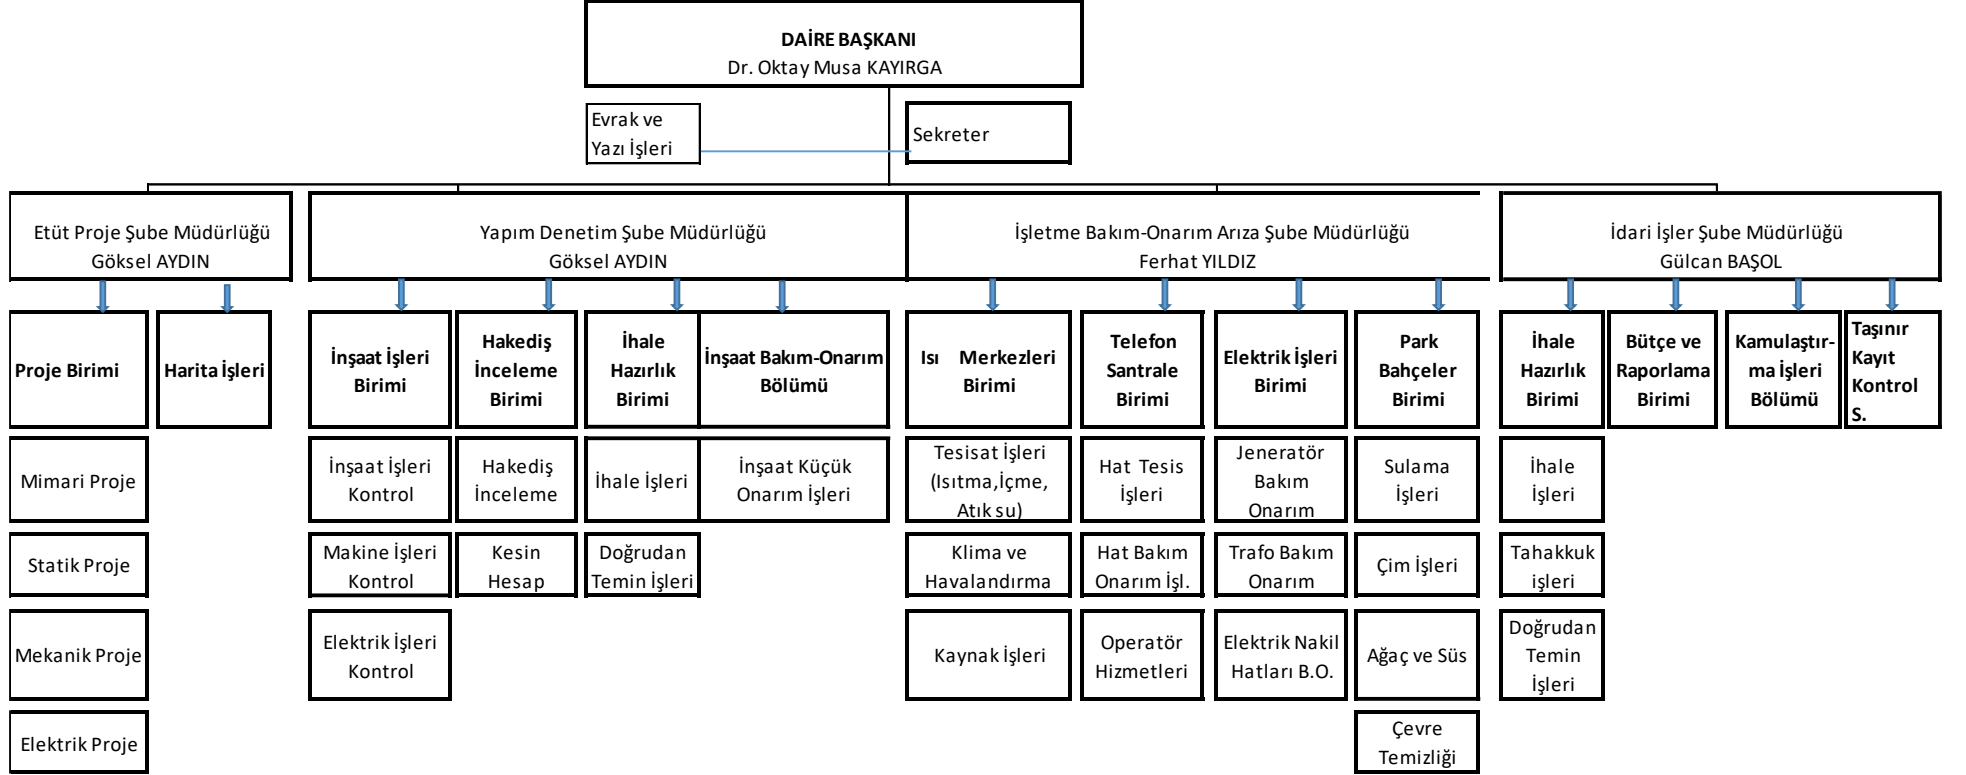 DAİRE BAŞKANI
Dr. Oktay Musa KAYIRGA
Evrak ve
Yazı İşleri
Sekreter
Etüt Proje Şube Müdürlüğü
Göksel AYDIN
Yapım Denetim Şube Müdürlüğü
Göksel AYDIN
İşletme Bakım-Onarım Arıza Şube Müdürlüğü
Ferhat YILDIZ
İdari İşler Şube Müdürlüğü
Gülcan BAŞOL
Proje Birimi
Harita İşleri
İnşaat İşleri
Birimi
Hakediş
İnceleme
Birimi
İhale
Hazırlık
Birimi
İnşaat Bakım-Onarım
Bölümü
Isı Merkezleri
Birimi
Telefon
Santrale
Birimi
Elektrik İşleri
Birimi
Park
Bahçeler
Birimi
İhale
Hazırlık
Birimi
Bütçe ve
Raporlama
Birimi
Kamulaştır-
ma İşleri
Bölümü
Taşınır
Kayıt
Kontrol
S.
Mimari Proje
İnşaat İşleri
Kontrol
Hakediş
İnceleme
İhale İşleri
İnşaat Küçük
Onarım İşleri
Tesisat İşleri
(Isıtma,İçme,
Atık su)
Hat Tesis
İşleri
Jeneratör
Bakım
Onarım
Sulama
İşleri
İhale
İşleri
Statik Proje
Makine İşleri
Kontrol
Kesin
Hesap
Doğrudan
Temin İşleri
Klima ve
Havalandırma
Hat Bakım
Onarım İşl.
Trafo Bakım
Onarım
Çim İşleri
Tahakkuk
işleri
Mekanik Proje
Elektrik İşleri
Kontrol
Kaynak İşleri
Operatör
Hizmetleri
Elektrik Nakil
Hatları B.O.
Ağaç ve Süs
Doğrudan
Temin
İşleri
Elektrik Proje
Çevre
Temizliği